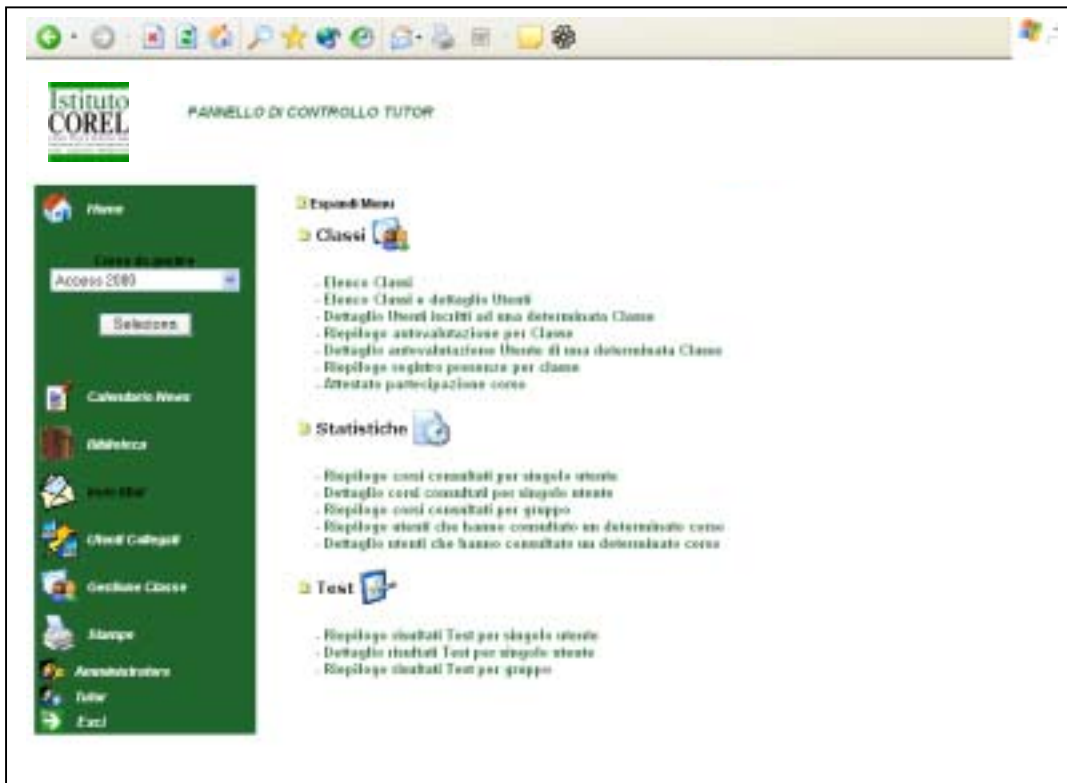 Istituto
COREL
PANNELLO DI CONTROLLO TUTOR
Home
Corso da gestire
Access 2000
Seleziona
Calendario News
Biblioteca
Utenti Collegati
Gestione Classe
Stampe
Amministratore
Tutor
Esci
Espandi Menu
Classi
- Elenco Classi
- Elenco Classi e dettaglio Utenti
- Dettaglio Utenti iscritti ad una determinata Classe
- Riepilogo autovalutazione per Classe
- Dettaglio autovalutazione Utente di una determinata Classe
- Riepilogo registro presenze per classe
- Attestato partecipazione corso
Statistiche
- Riepilogo corsi consultati per singolo utente
- Dettaglio corsi consultati per singolo utente
- Riepilogo corsi consultati per gruppo
- Riepilogo utenti che hanno consultato un determinato corso
- Dettaglio utenti che hanno consultato un determinato corso
Test
- Riepilogo risultati Test per singolo utente
- Dettaglio risultati Test per singolo utente
- Riepilogo risultati Test per gruppo